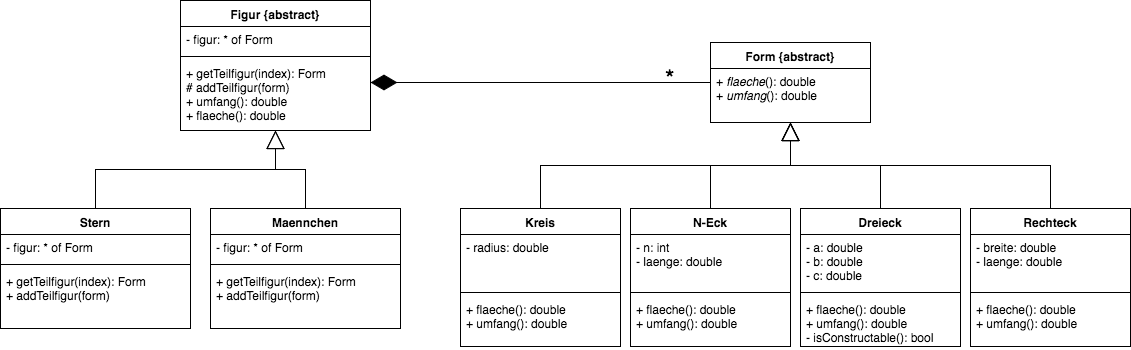 Figur {abstract}
- figur: * of Form
+ getTeilfigur(index): Form
# addTeilfigur(form)
+ umfang(): double
+ flaeche(): double
*
Form {abstract}
+ flaeche(): double
+ umfang(): double
Stern
- figur: * of Form
+ getTeilfigur(index): Form
+ addTeilfigur(form)
Maennchen
- figur: * of Form
+ getTeilfigur(index): Form
+ addTeilfigur(form)
Kreis
- radius: double
+ flaeche(): double
+ umfang(): double
N-Eck
- n: int
- laenge: double
+ flaeche(): double
+ umfang(): double
Dreieck
- a: double
- b: double
- c: double
+ flaeche(): double
+ umfang(): double
- isConstructable(): bool
Rechteck
- breite: double
- laenge: double
+ flaeche(): double
+ umfang(): double